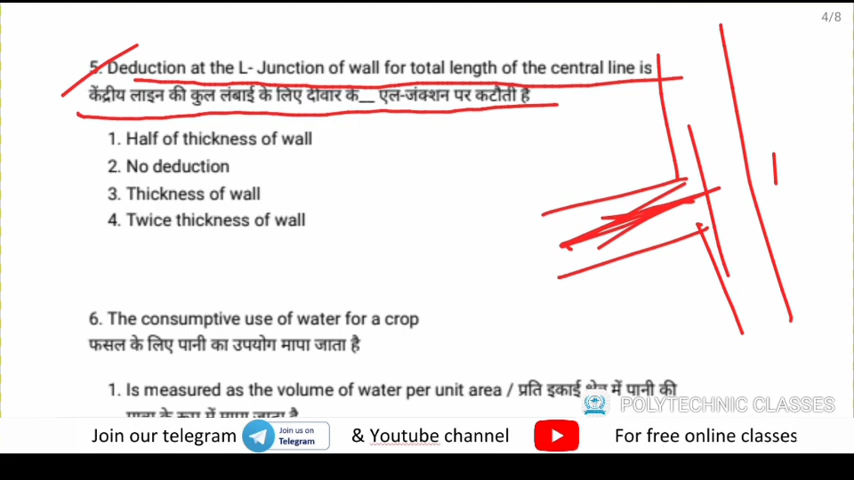 4/8
5. Deduction at the L- Junction of wall for total length of the central line is
केंद्रीय लाइन की कुल लंबाई के लिए दीवार के__ एल-जंक्शन पर कटौती है
1. Half of thickness of wall
2. No deduction
3. Thickness of wall
4. Twice thickness of wall
6. The consumptive use of water for a crop
फसल के लिए पानी का उपयोग मापा जाता है
1. Is measured as the volume of water per unit area / प्रति इकाई क्षेत्र में पानी की
मात्रा के रूप में मापा जाता है
POLYTECHNIC CLASSES
Join our telegram Join us on Telegram & Youtube channel For free online classes